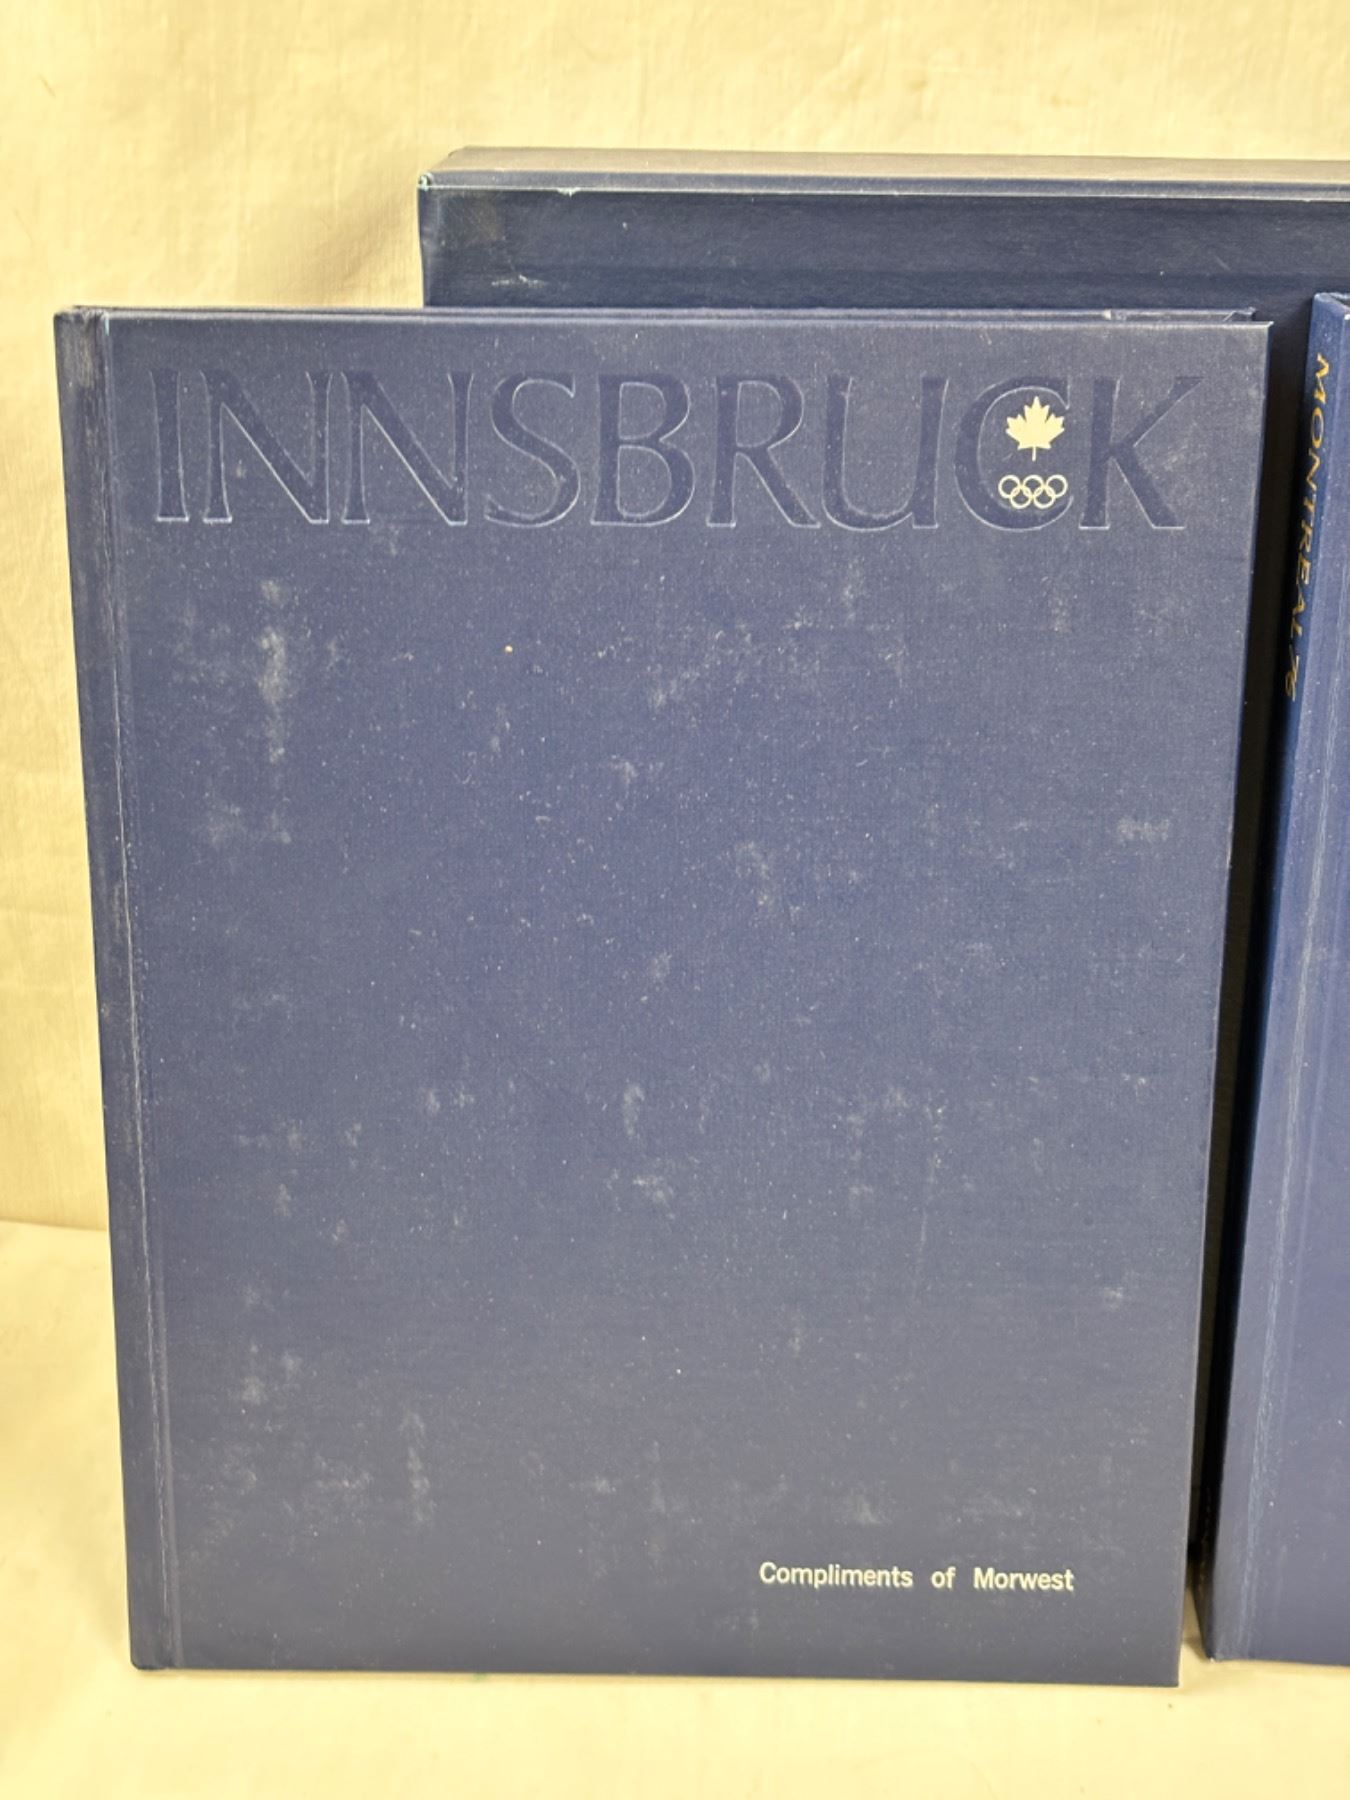 INNSBRUCK
Compliments of Morwest
MONTREAL 76